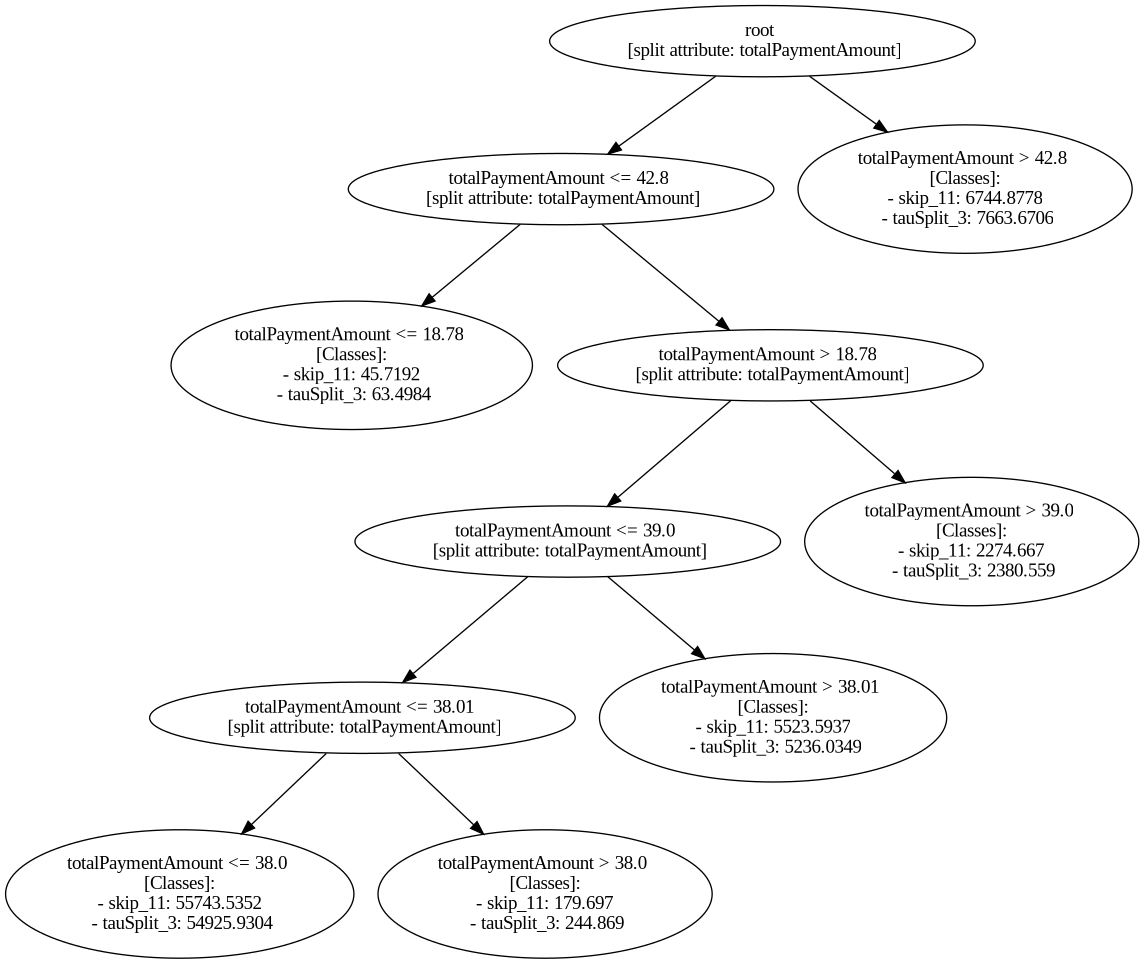 root
[split attribute: totalPaymentAmount]
totalPaymentAmount > 42.8
[Classes]:
- skip_11: 6744.8778
- tauSplit_3: 7663.6706
totalPaymentAmount <= 42.8
[split attribute: totalPaymentAmount]
totalPaymentAmount <= 18.78
[Classes]:
- skip_11: 45.7192
- tauSplit_3: 63.4984
totalPaymentAmount > 18.78
[split attribute: totalPaymentAmount]
totalPaymentAmount <= 39.0
[split attribute: totalPaymentAmount]
totalPaymentAmount > 39.0
[Classes]:
- skip_11: 2274.667
- tauSplit_3: 2380.559
totalPaymentAmount <= 38.01
[split attribute: totalPaymentAmount]
totalPaymentAmount > 38.01
[Classes]:
- skip_11: 5523.5937
- tauSplit_3: 5236.0349
totalPaymentAmount <= 38.0
[Classes]:
- skip_11: 55743.5352
- tauSplit_3: 54925.9304
totalPaymentAmount > 38.0
[Classes]:
- skip_11: 179.697
- tauSplit_3: 244.869